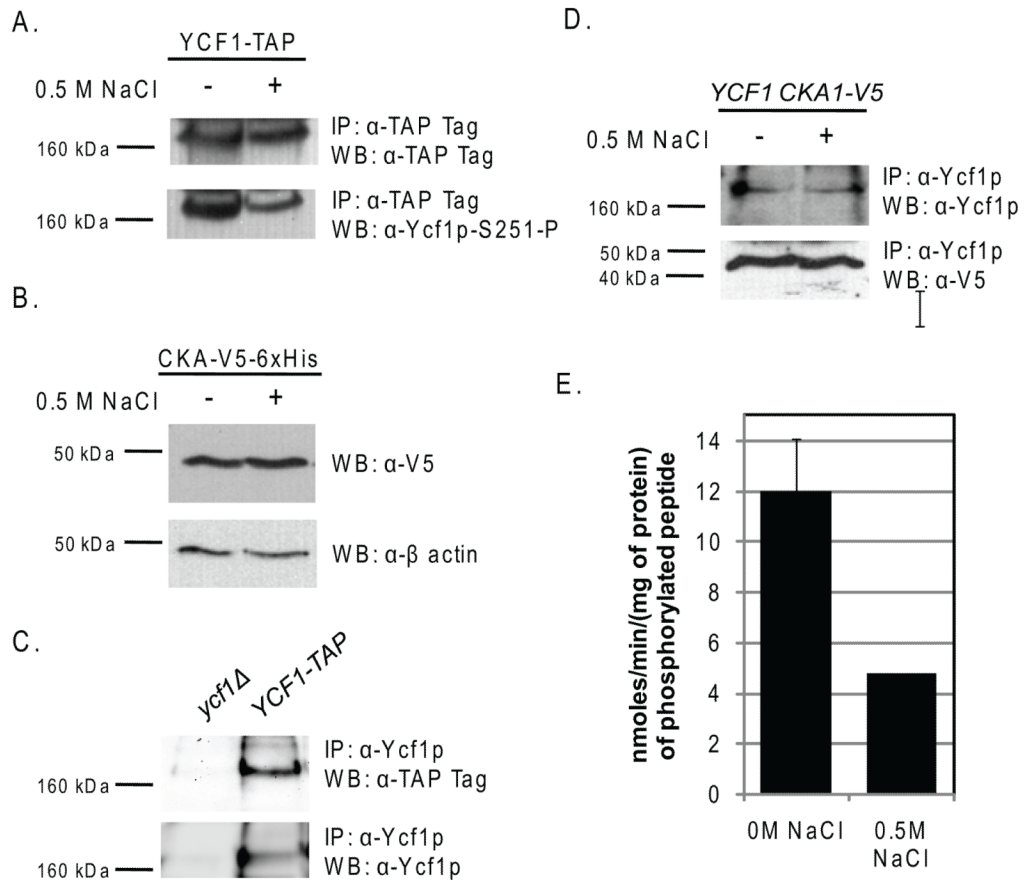 A.
YCF1-TAP
0.5 M NaCl - +
160 kDa
IP: α-TAP Tag
WB: α-TAP Tag
160 kDa
IP: α-TAP Tag
WB: α-Ycf1p-S251-P
B.
CKA-V5-6xHis
0.5 M NaCl - +
50 kDa
WB: α-V5
50 kDa
WB: α-β actin
C.
ycf1Δ YCF1-TAP
160 kDa
IP: α-Ycf1p
WB: α-TAP Tag
160 kDa
IP: α-Ycf1p
WB: α-Ycf1p
D.
YCF1 CKA1-V5
0.5 M NaCl - +
160 kDa
IP: α-Ycf1p
WB: α-Ycf1p
50 kDa
40 kDa
IP: α-Ycf1p
WB: α-V5
E.
nmoles/min/(mg of protein)
of phosphorylated peptide
14
12
10
8
6
4
2
0
0M NaCl
0.5M
NaCl